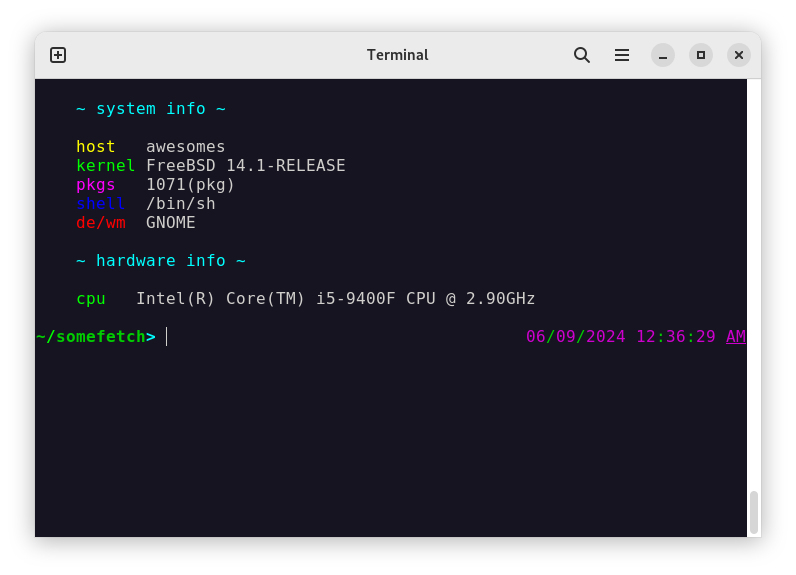 Terminal
~ system info ~
host awesomes
kernel FreeBSD 14.1-RELEASE
pkgs 1071(pkg)
shell /bin/sh
de/wm GNOME
~ hardware info ~
cpu Intel(R) Core(TM) i5-9400F CPU @ 2.90GHz
~/somefetch> 06/09/2024 12:36:29 AM